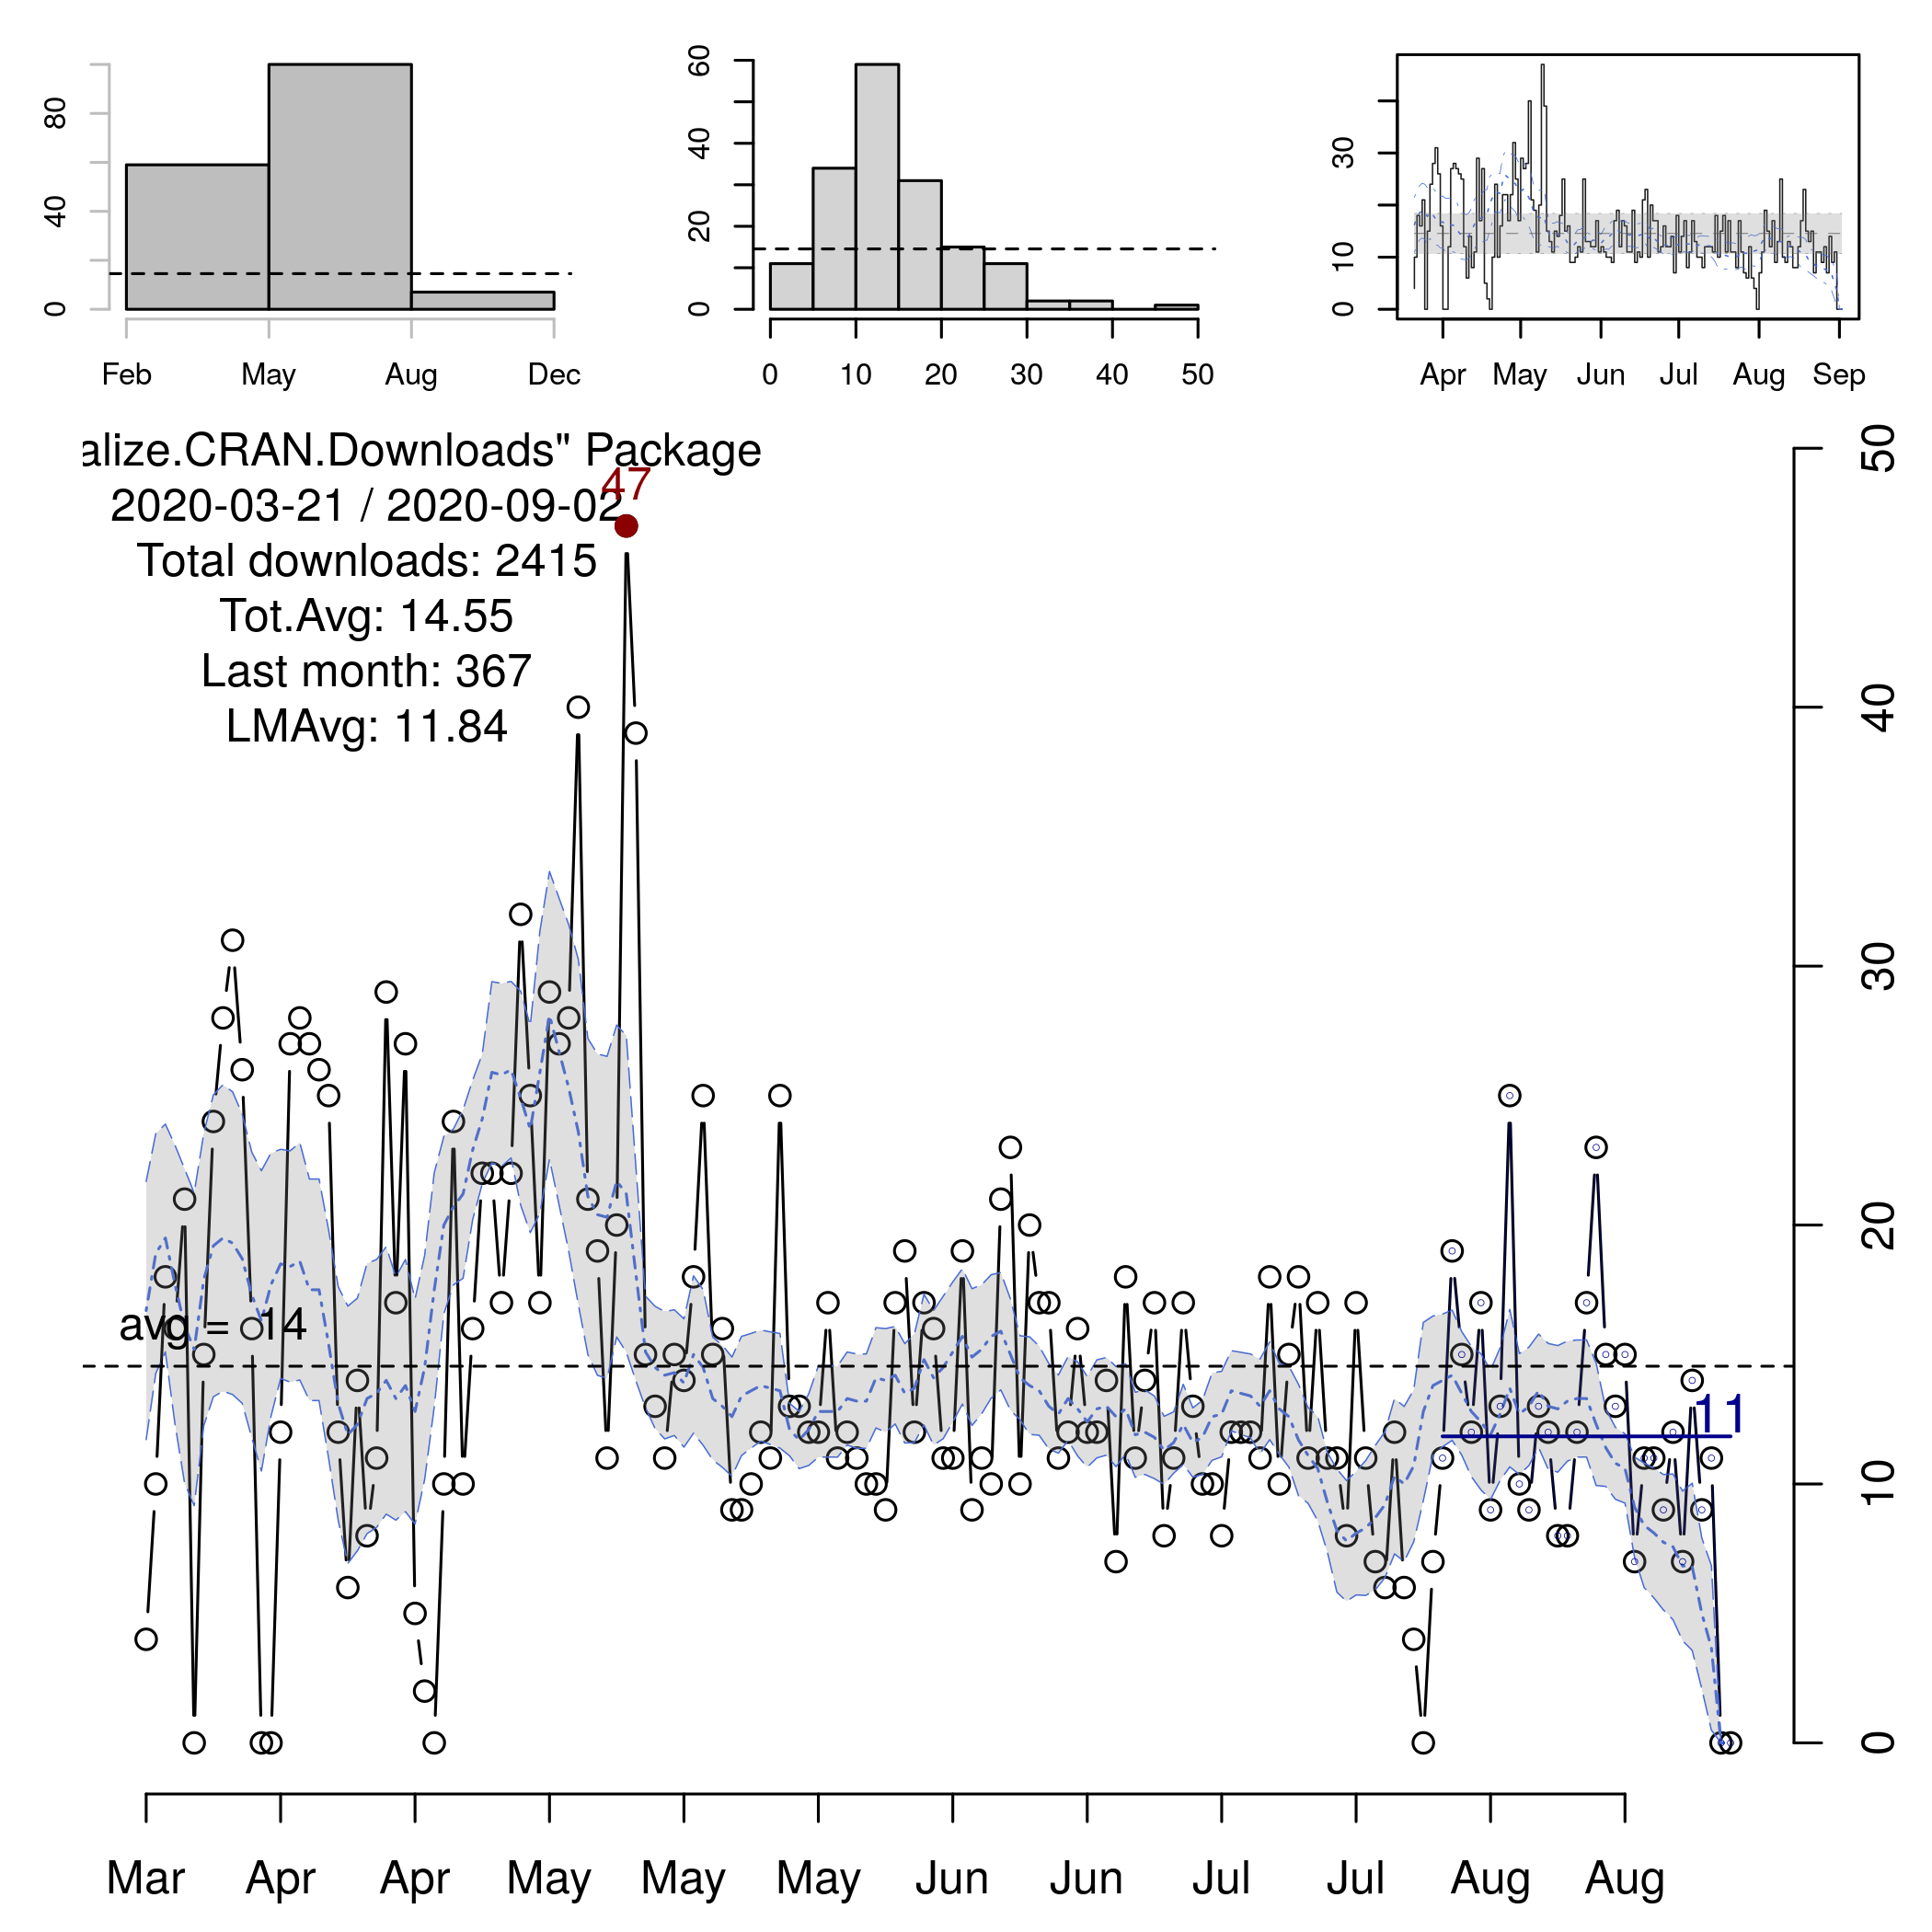 80
40
0
Feb May Aug Dec
60
40
20
0
0 10 20 30 40 50
30
10
0
Apr May Jun Jul Aug Sep
alize.CRAN.Downloads" Package
2020-03-21 / 2020-09-02
47
Total downloads: 2415
Tot.Avg: 14.55
Last month: 367
LMAvg: 11.84
avg = 14
11
50
40
30
20
10
0
Mar Apr Apr May May May Jun Jun Jul Jul Aug Aug